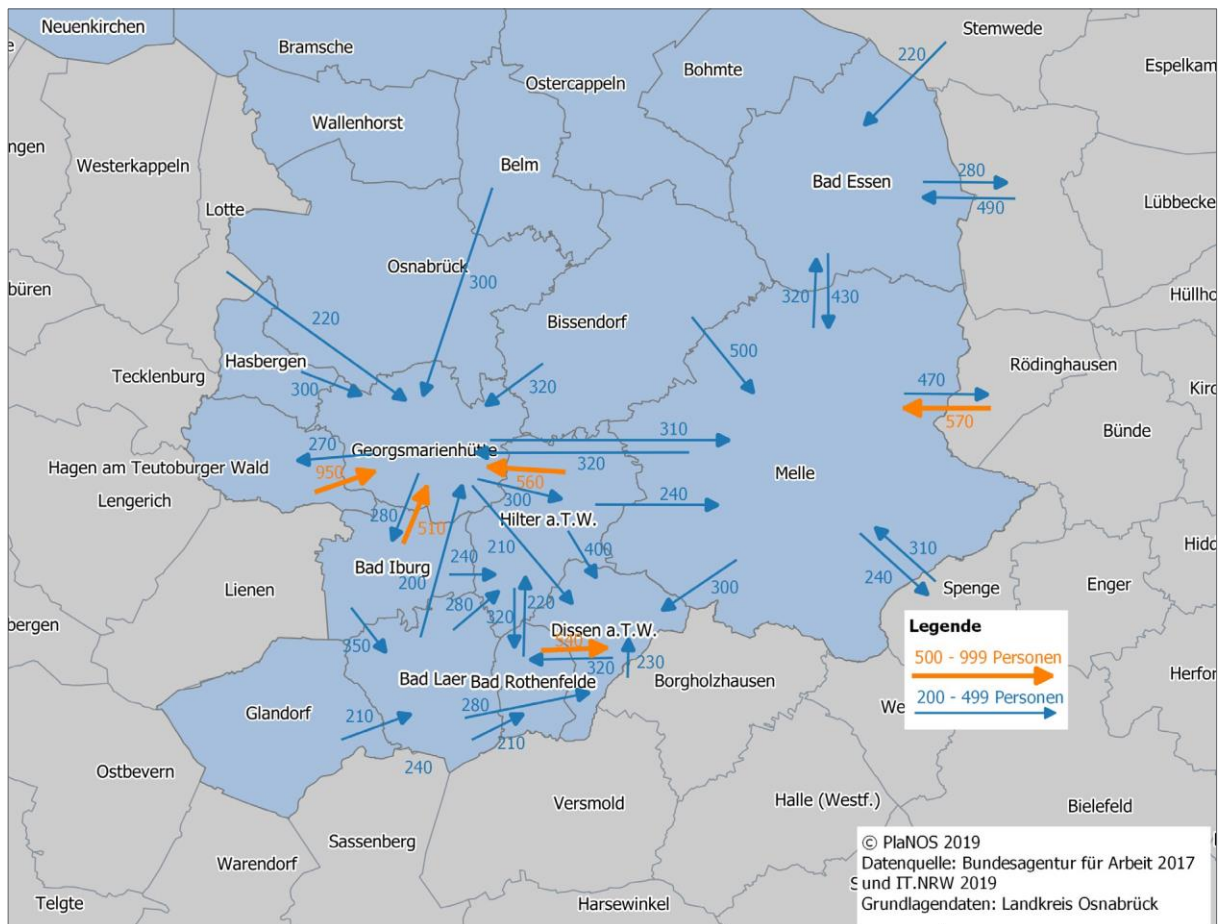 Neuenkirchen
Bramsche
Stemwede
Espelkam
e
220
Bohmte
Ostercappeln
Wallenhorst
ngen
Westerkappeln
Belm
Bad Essen
280
490
Lübbecke
Lotte
Osnabrück
300
büren
320
430
Hüllho
220
Bissendorf
500
Hasbergen
Tecklenburg
300
320
Rödinghausen
Kirc
470
570
Bünde
310
270
Georgsmarienhütte
320
Hagen am Teutoburger Wald
950
560
Melle
Lengerich
300
240
280
510
Hilter a.T.W.
210
400
Hidd
Bad Iburg
240
310
240
Lienen
200
280
220
300
Spenge
Enger
bergen
320
Dissen a.T.W.
350
540
320
230
Legende
500 - 999 Personen
200 - 499 Personen
Bad Laer
Bad Rothenfelde
Borgholzhausen
Herfor
We
Glandorf
210
280
210
240
Ostbevern
Versmold
Halle (Westf.)
Bielefeld
Sassenberg
Warendorf
Telgte
Harsewinkel
S
© PlaNOS 2019
Datenquelle: Bundesagentur für Arbeit 2017
und IT.NRW 2019
Grundlagendaten: Landkreis Osnabrück